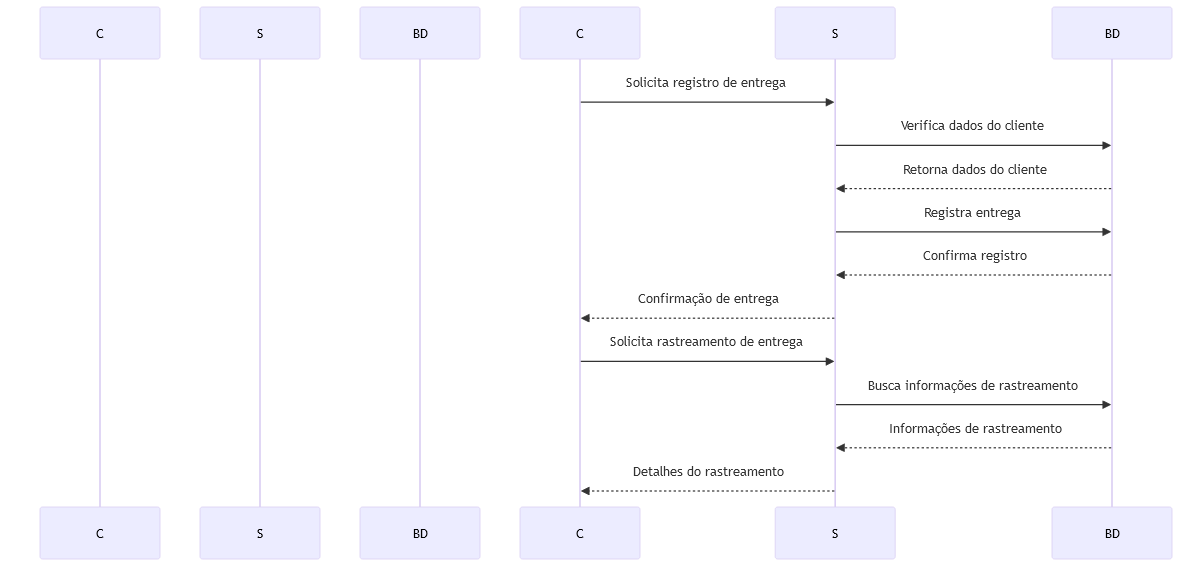 C
S
BD
C
S
BD
Solicita registro de entrega
Verifica dados do cliente
Retorna dados do cliente
Registra entrega
Confirma registro
Confirmação de entrega
Solicita rastreamento de entrega
Busca informações de rastreamento
Informações de rastreamento
Detalhes do rastreamento
C
S
BD
C
S
BD